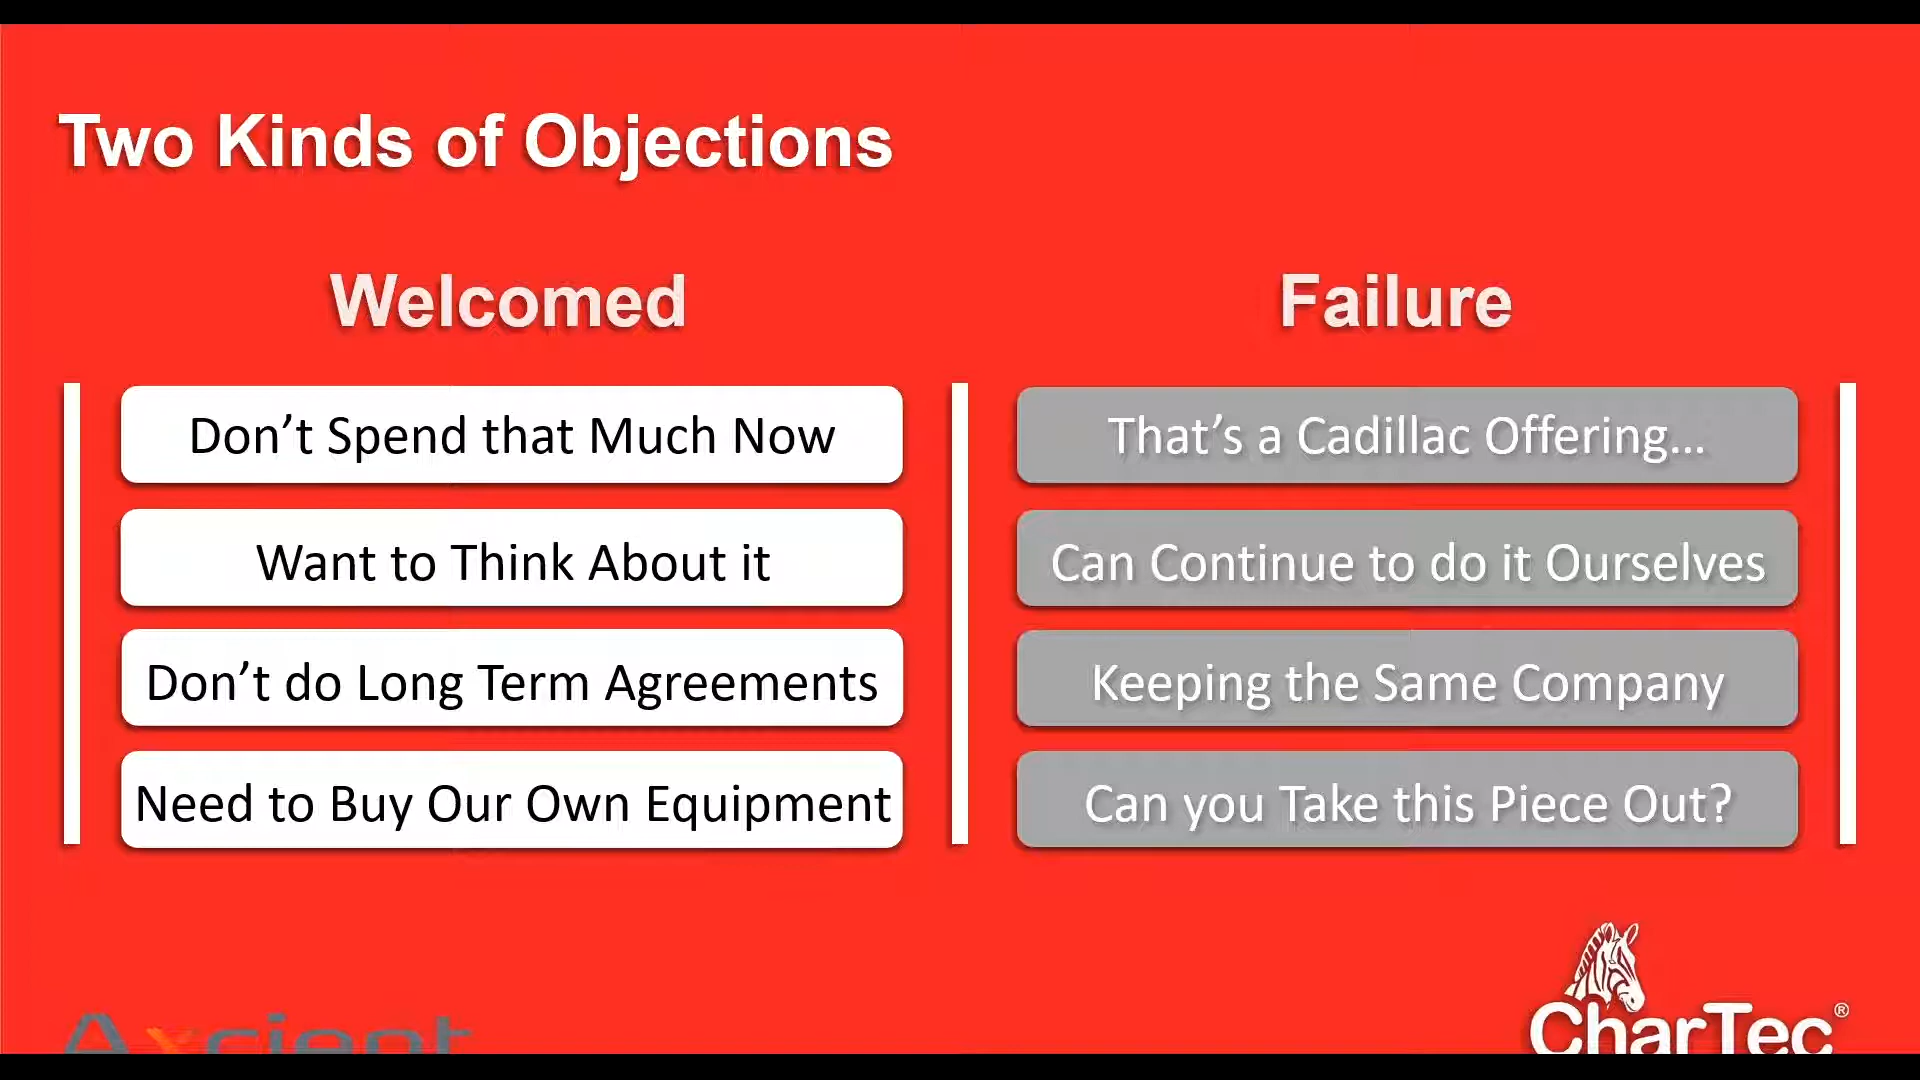 Two Kinds of Objections
Welcomed
Don’t Spend that Much Now
Want to Think About it
Don’t do Long Term Agreements
Need to Buy Our Own Equipment
Failure
That’s a Cadillac Offering...
Can Continue to do it Ourselves
Keeping the Same Company
Can you Take this Piece Out?
Axcient
CharTec®